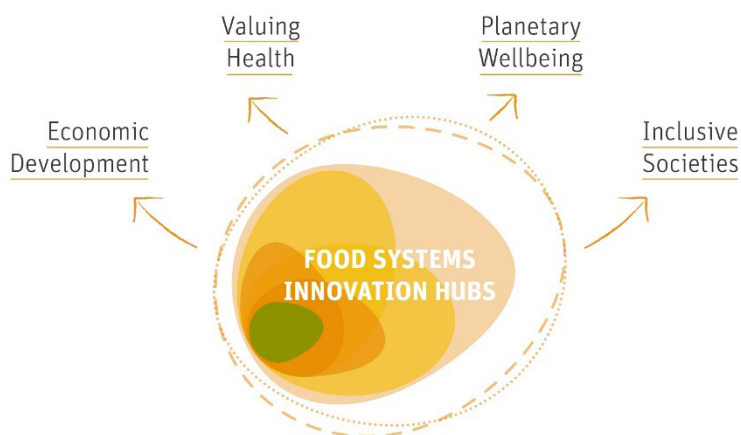 Valuing
Health
Planetary
Wellbeing
Economic
Development
Inclusive
Societies
FOOD SYSTEMS
INNOVATION HUBS